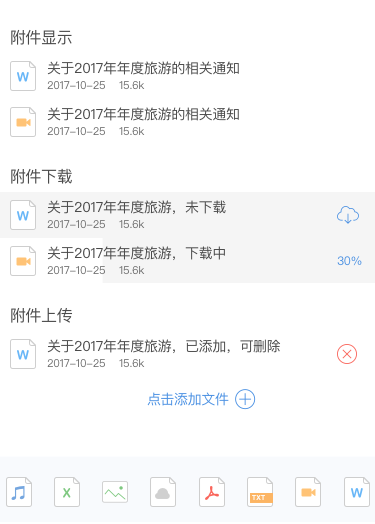 附件显示
W
关于2017年年度旅游的相关通知
2017-10-25 15.6k
关于2017年年度旅游的相关通知
2017-10-25 15.6k
附件下载
W
关于2017年年度旅游，未下载
2017-10-25 15.6k
关于2017年年度旅游，下载中
2017-10-25 15.6k
30%
附件上传
W
关于2017年年度旅游，已添加，可删除
2017-10-25 15.6k
点击添加文件
X
TXT
W